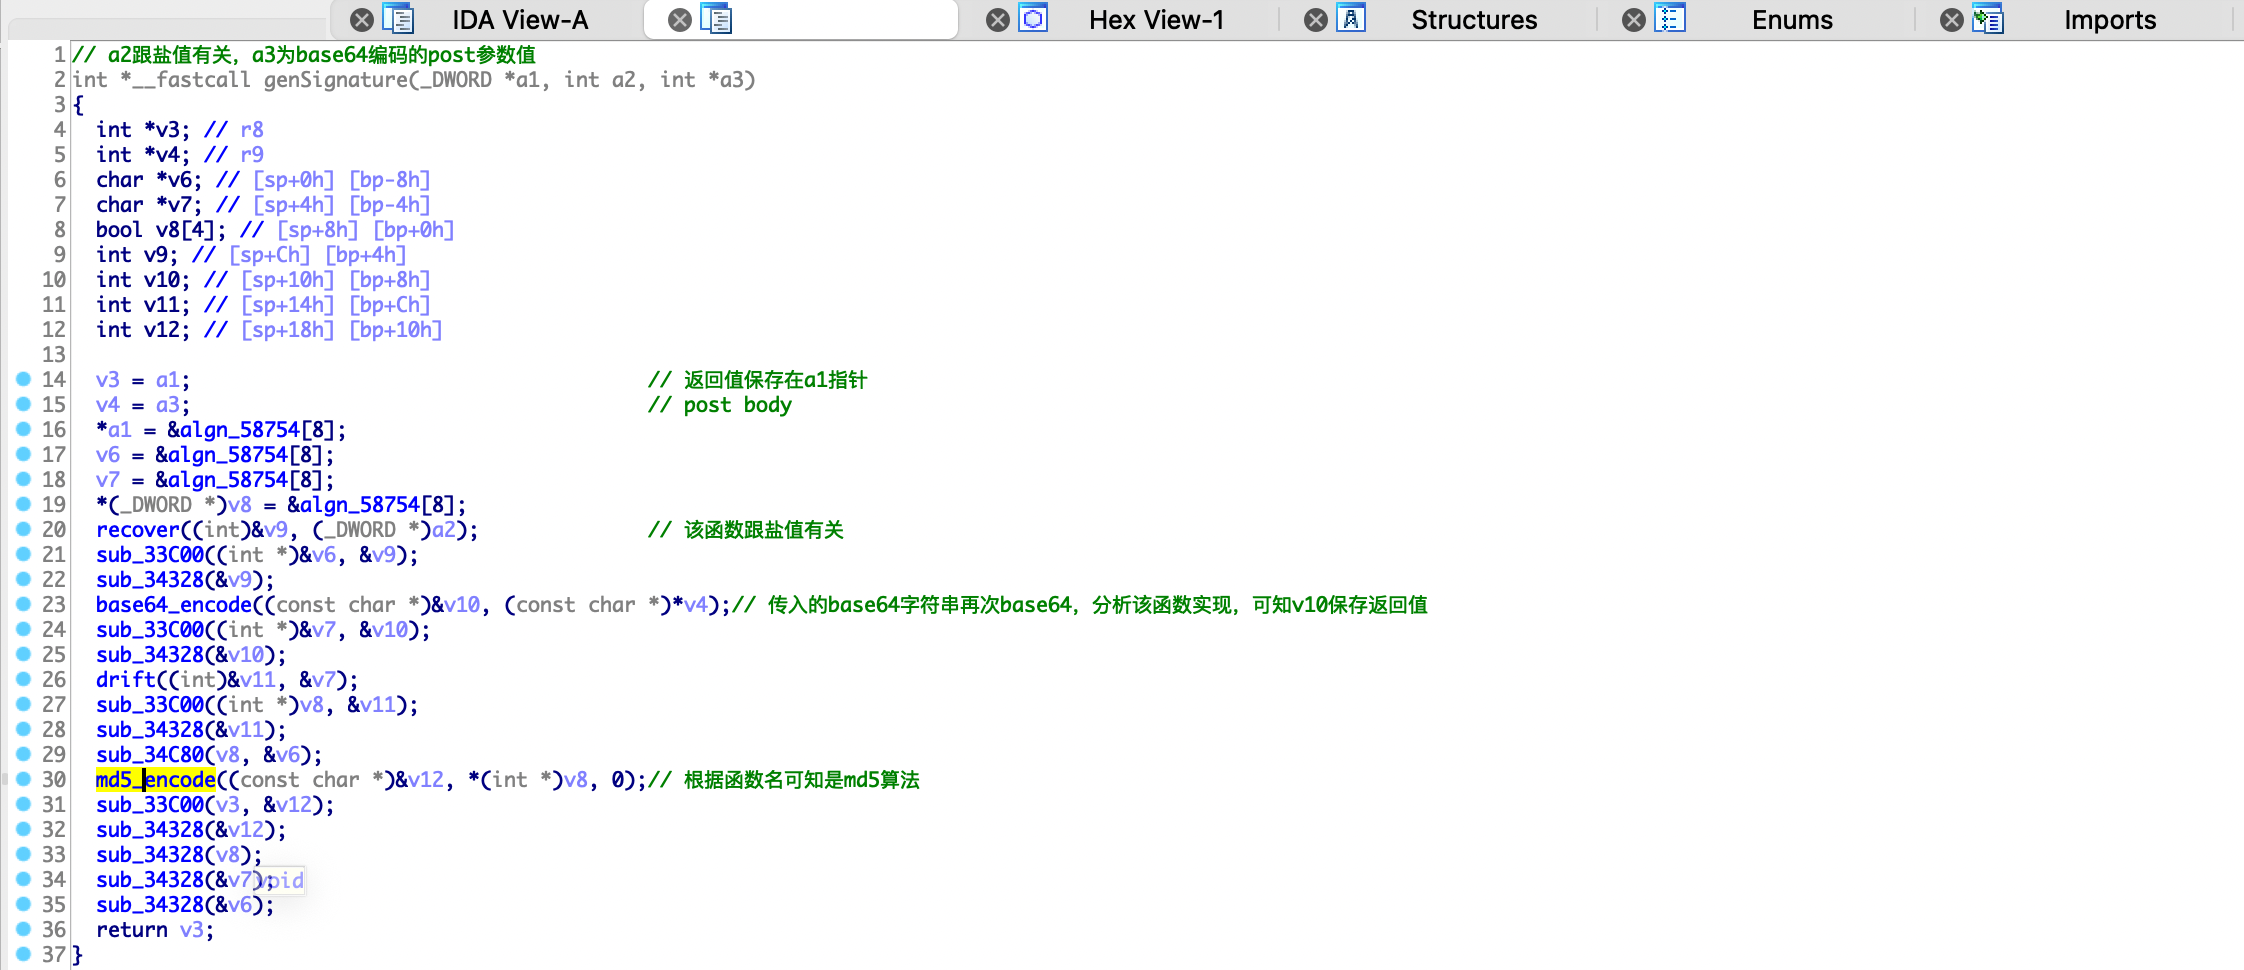 IDA View-A Hex View-1 Structures Enums Imports
1 // a2跟盐值有关，a3为base64编码的post参数值
2 int *__fastcall genSignature(_DWORD *a1, int a2, int *a3)
3 {
4 int *v3; // r8
5 int *v4; // r9
6 char *v6; // [sp+0h] [bp-8h]
7 char *v7; // [sp+4h] [bp-4h]
8 bool v8[4]; // [sp+8h] [bp+0h]
9 int v9; // [sp+Ch] [bp+4h]
10 int v10; // [sp+10h] [bp+8h]
11 int v11; // [sp+14h] [bp+Ch]
12 int v12; // [sp+18h] [bp+10h]
13
14 v3 = a1; // 返回值保存在a1指针
15 v4 = a3; // post body
16 *a1 = &algn_58754[8];
17 v6 = &algn_58754[8];
18 v7 = &algn_58754[8];
19 *(_DWORD *)v8 = &algn_58754[8];
20 recover((int)&v9, (_DWORD *)a2); // 该函数跟盐值有关
21 sub_33C00((int *)&v6, &v9);
22 sub_34328(&v9);
23 base64_encode((const char *)&v10, (const char *)*v4);// 传入的base64字符串再次base64，分析该函数实现，可知v10保存返回值
24 sub_33C00((int *)&v7, &v10);
25 sub_34328(&v10);
26 drift((int)&v11, &v7);
27 sub_33C00((int *)v8, &v11);
28 sub_34328(&v11);
29 sub_34C80(v8, &v6);
30 md5_encode((const char *)&v12, *(int *)v8, 0);// 根据函数名可知是md5算法
31 sub_33C00(v3, &v12);
32 sub_34328(&v12);
33 sub_34328(v8);
34 sub_34328(&v7); void
35 sub_34328(&v6);
36 return v3;
37 }